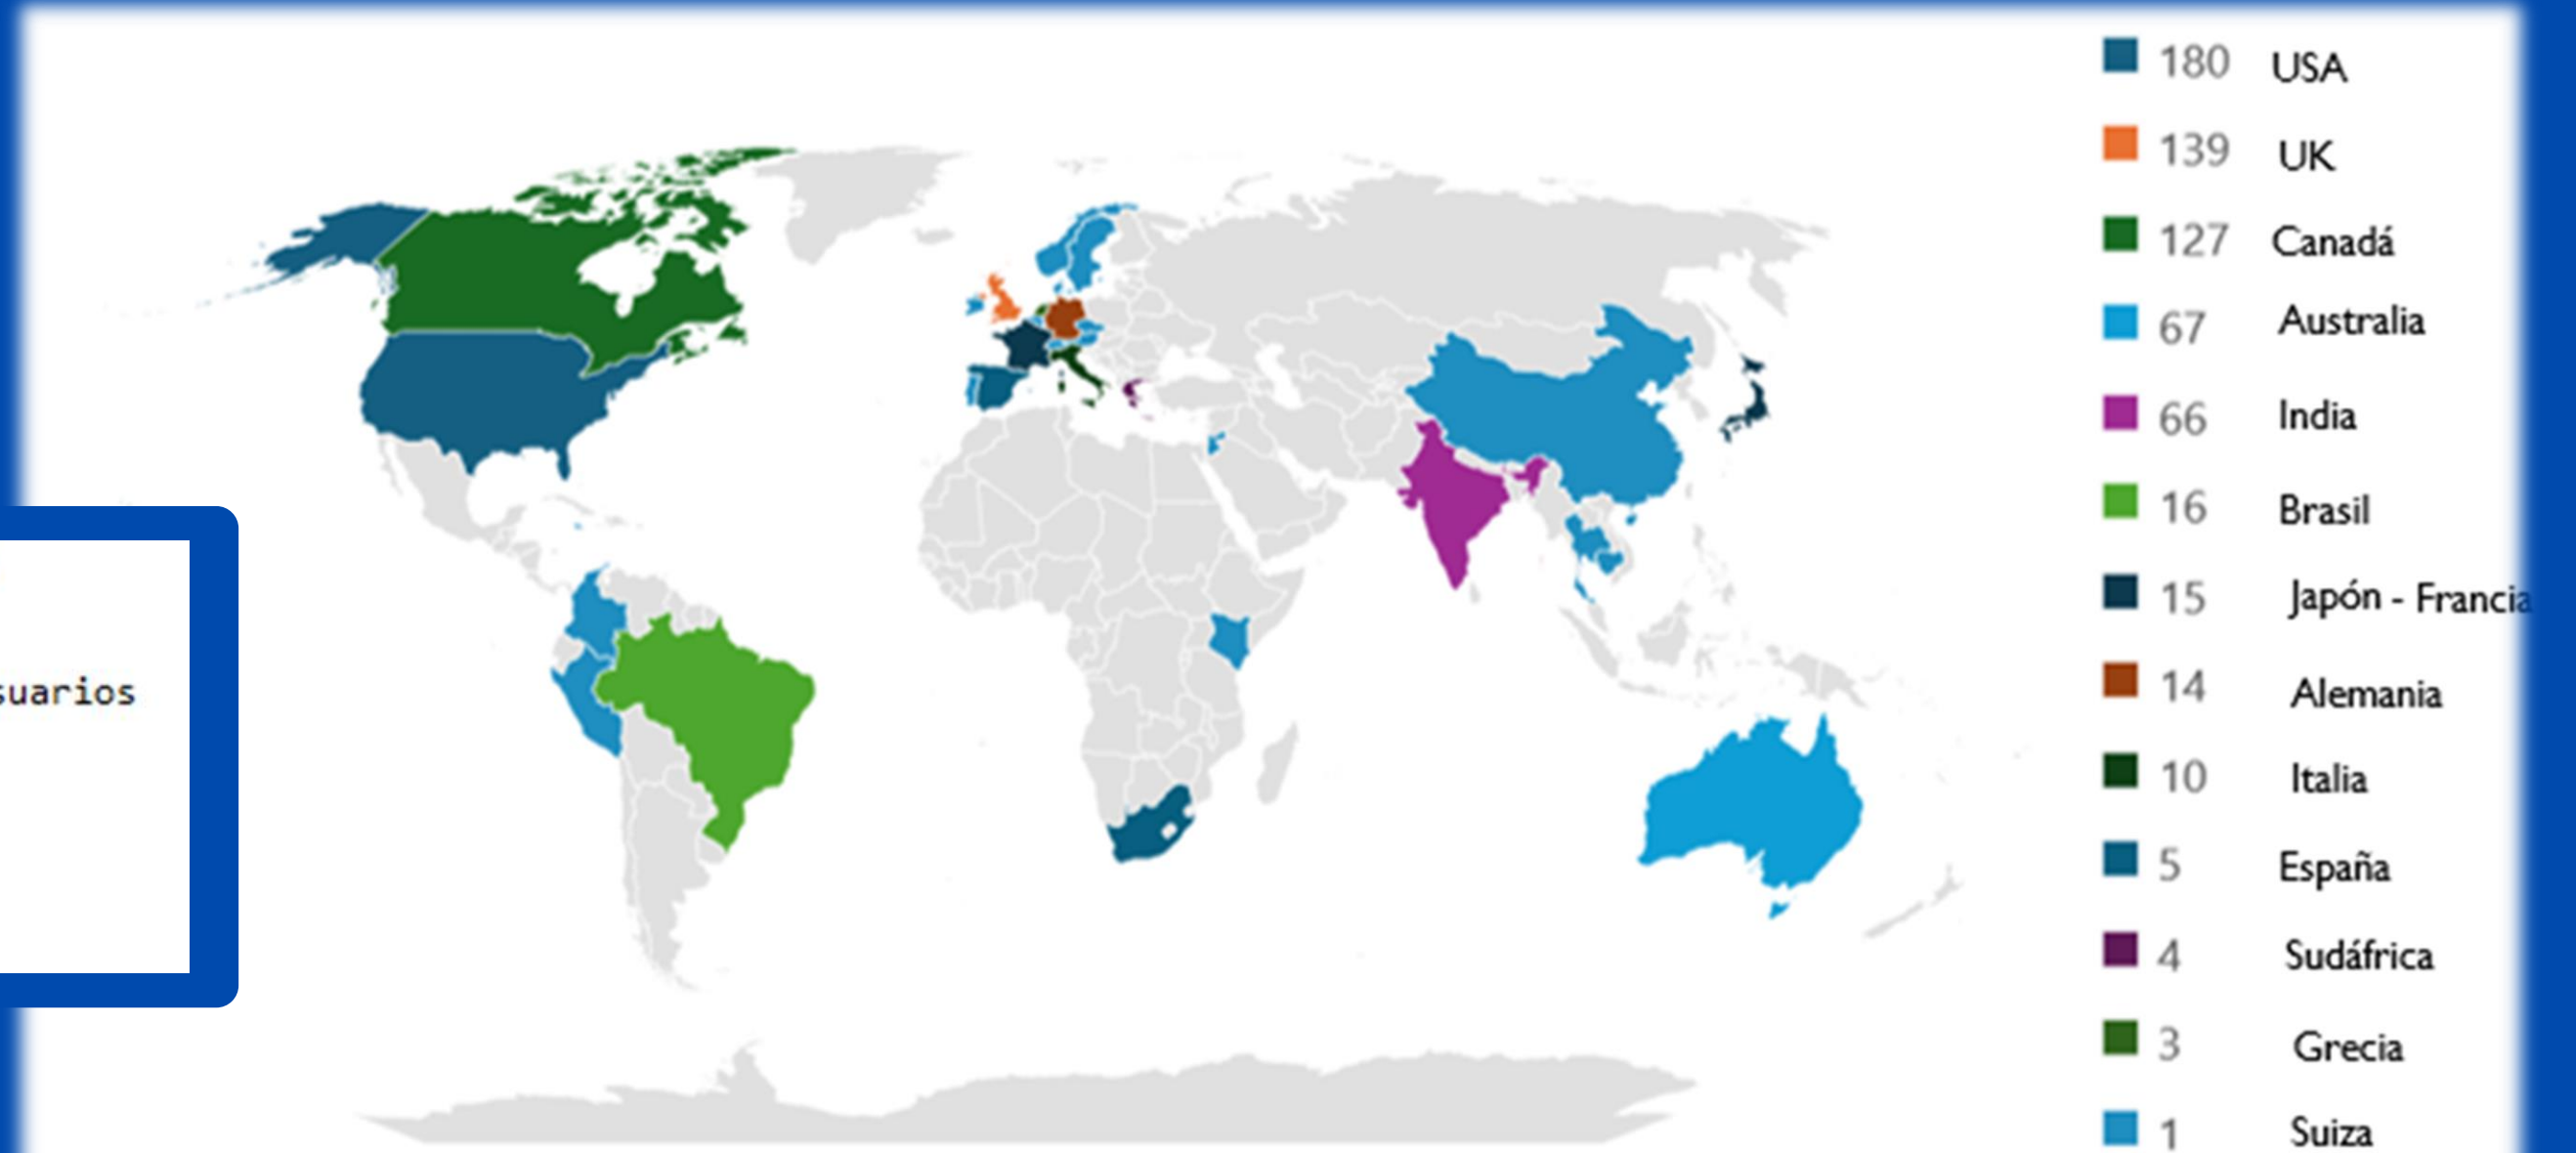 180 USA
139 UK
127 Canadá
67 Australia
66 India
16 Brasil
15 Japón - Francia
14 Alemania
10 Italia
5 España
4 Sudáfrica
3 Grecia
1 Suiza
suarios